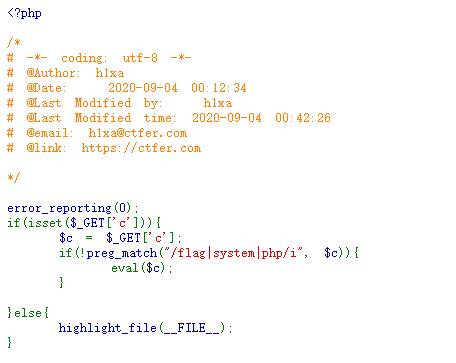 <?php
/*
# -*- coding: utf-8 -*-
# @Author: h1xa
# @Date:   2020-09-04 00:12:34
# @Last Modified by:   h1xa
# @Last Modified time: 2020-09-04 00:42:26
# @email: h1xa@ctfer.com
# @link: https://ctfer.com
*/
error_reporting(0);
if(isset($_GET['c'])){
    $c = $_GET['c'];
    if(!preg_match("/flag|system|php/i", $c)){
        eval($c);
    }
}else{
    highlight_file(__FILE__);
}